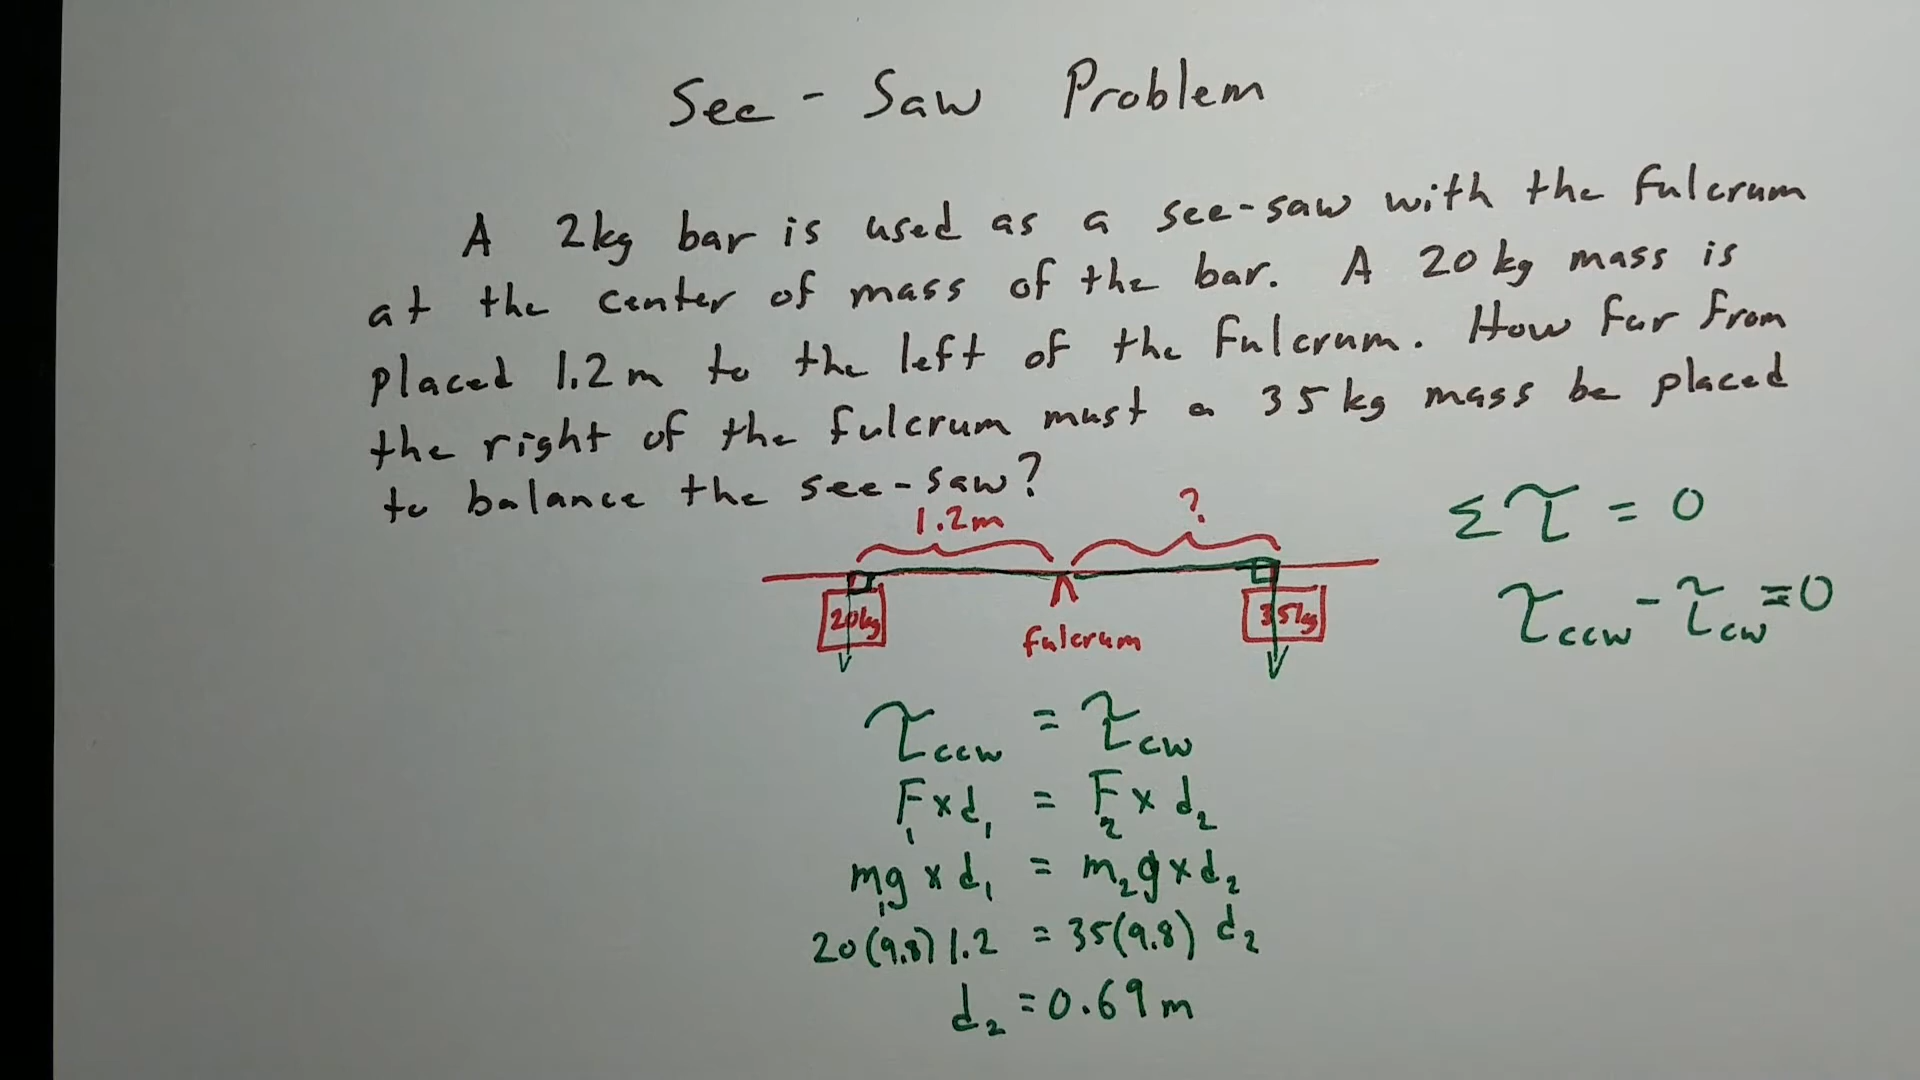 See - Saw Problem
A 2kg bar is used as a see-saw with the fulcrum
at the center of mass of the bar. A 20 kg mass is
placed 1.2 m to the left of the fulcrum. How far from
the right of the fulcrum must a 35 kg mass be placed
to balance the see-saw?
1.2m ?
20kg fulcrum 35kg
Στ = 0
τccw - τcw = 0
τccw = τcw
F₁ x d₁ = F₂ x d₂
m₁g x d₁ = m₂g x d₂
20(9.8) 1.2 = 35(9.8) d₂
d₂ = 0.69 m